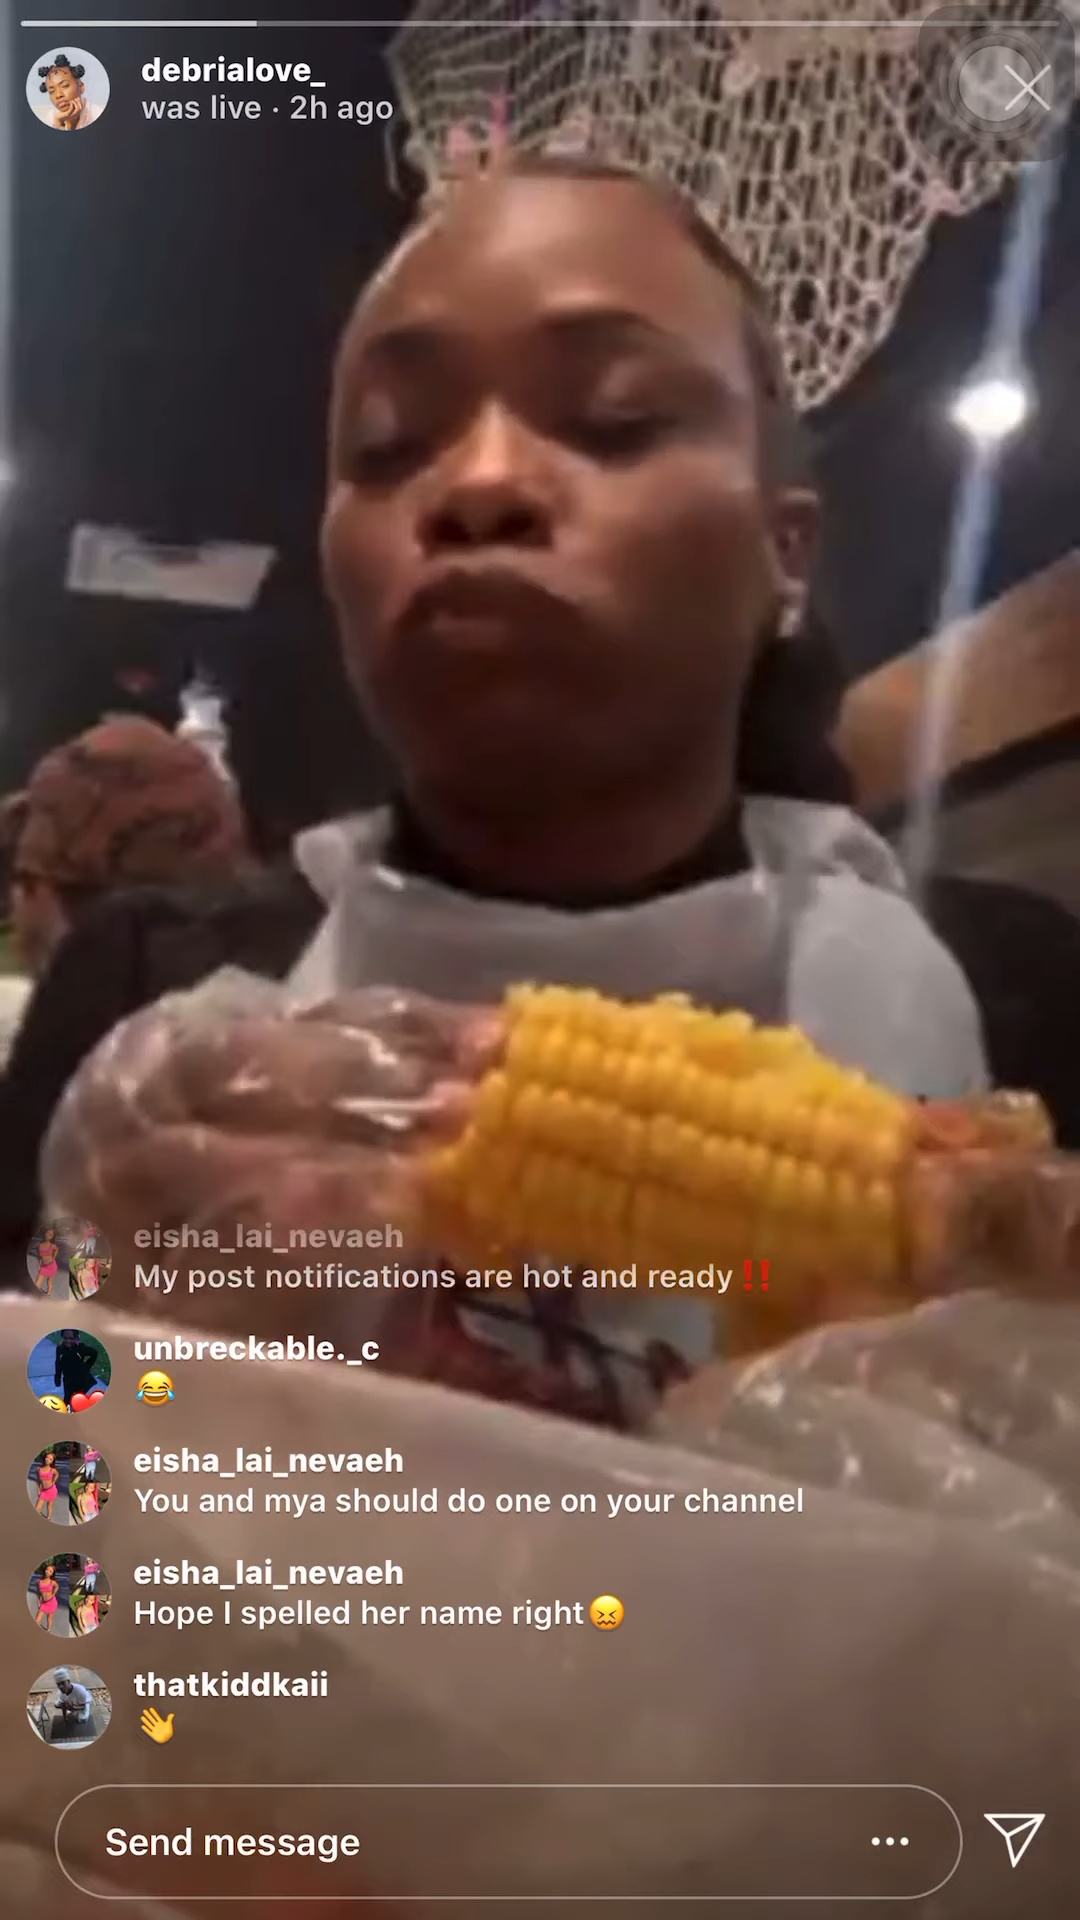 debrialove_
was live · 2h ago
eisha_lai_nevaeh
My post notifications are hot and ready‼️
unbreckable._c
😂
eisha_lai_nevaeh
You and mya should do one on your channel
eisha_lai_nevaeh
Hope I spelled her name right😖
thatkiddkaii
👋
Send message